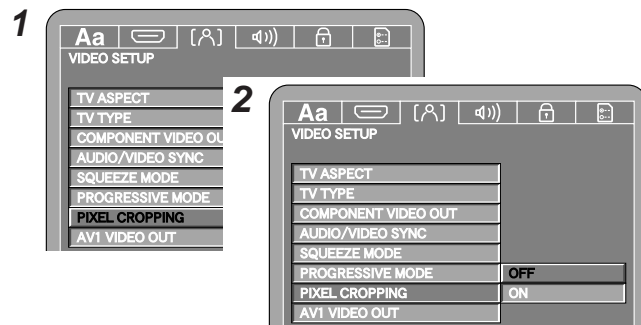 1
Aa
VIDEO SETUP
TV ASPECT
TV TYPE
COMPONENT VIDEO OU
AUDIO/VIDEO SYNC
SQUEEZE MODE
PROGRESSIVE MODE
PIXEL CROPPING
AV1 VIDEO OUT
2
Aa
VIDEO SETUP
TV ASPECT
TV TYPE
COMPONENT VIDEO OUT
AUDIO/VIDEO SYNC
SQUEEZE MODE
PROGRESSIVE MODE OFF
PIXEL CROPPING ON
AV1 VIDEO OUT